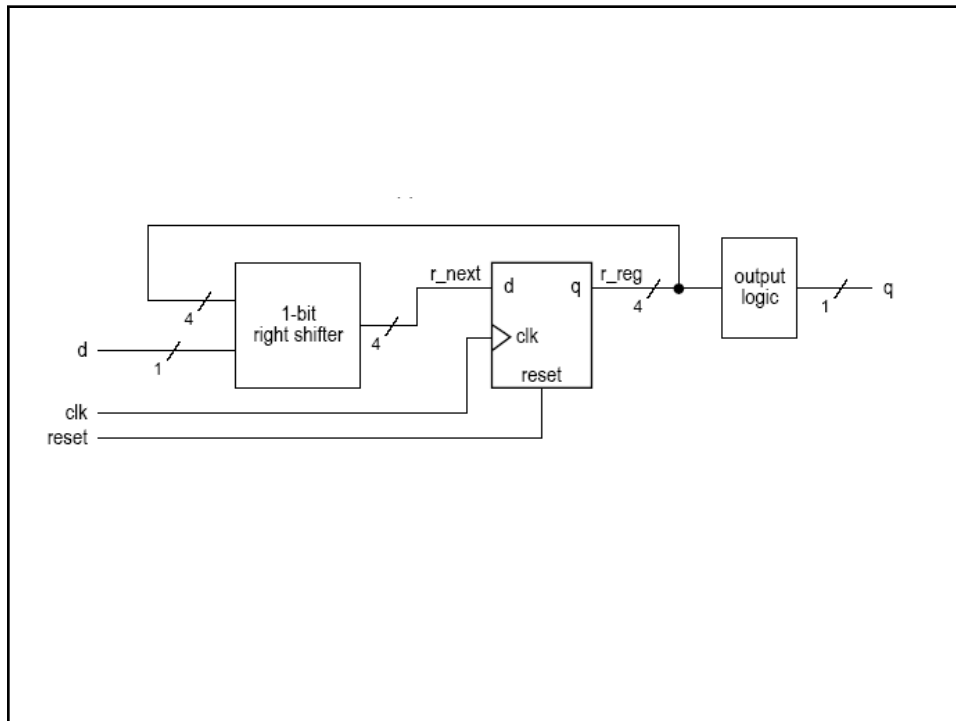 r_next
r_reg
d
q
output
logic
q
1-bit
right shifter
4
4
4
1
clk
d
1
reset
clk
reset